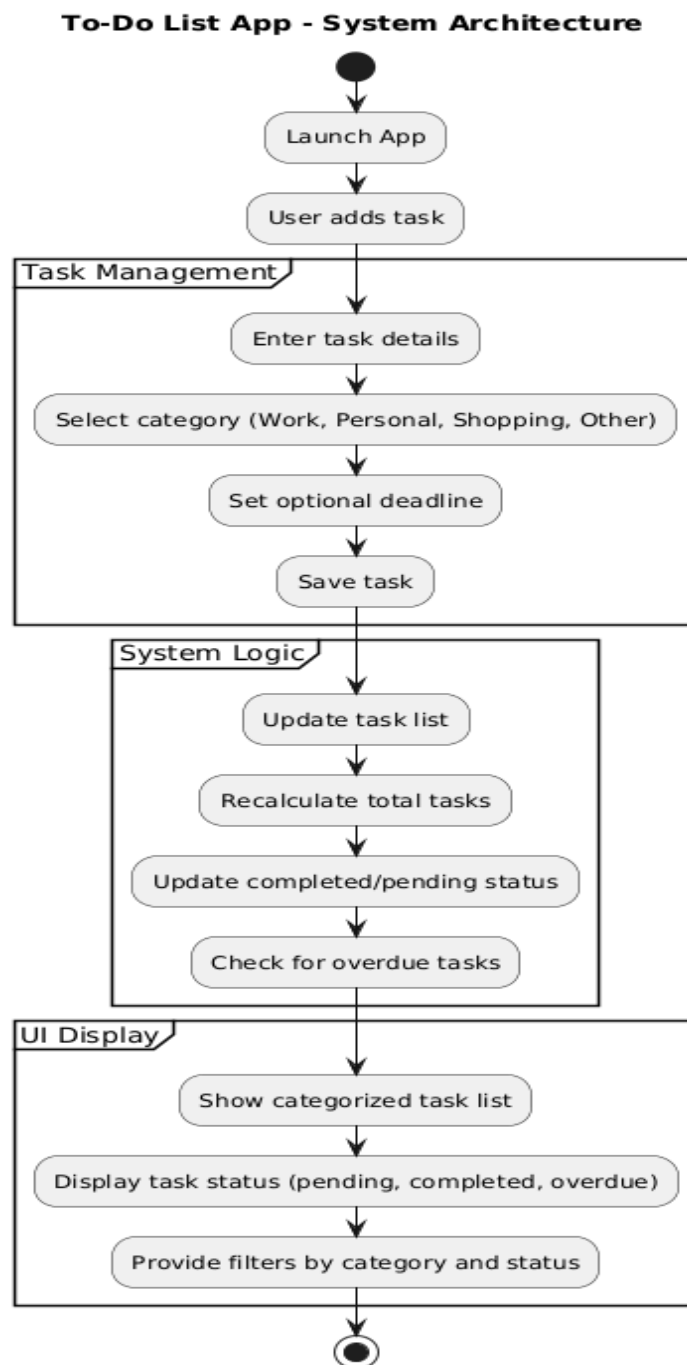 To-Do List App - System Architecture
Launch App
User adds task
Task Management
Enter task details
Select category (Work, Personal, Shopping, Other)
Set optional deadline
Save task
System Logic
Update task list
Recalculate total tasks
Update completed/pending status
Check for overdue tasks
UI Display
Show categorized task list
Display task status (pending, completed, overdue)
Provide filters by category and status